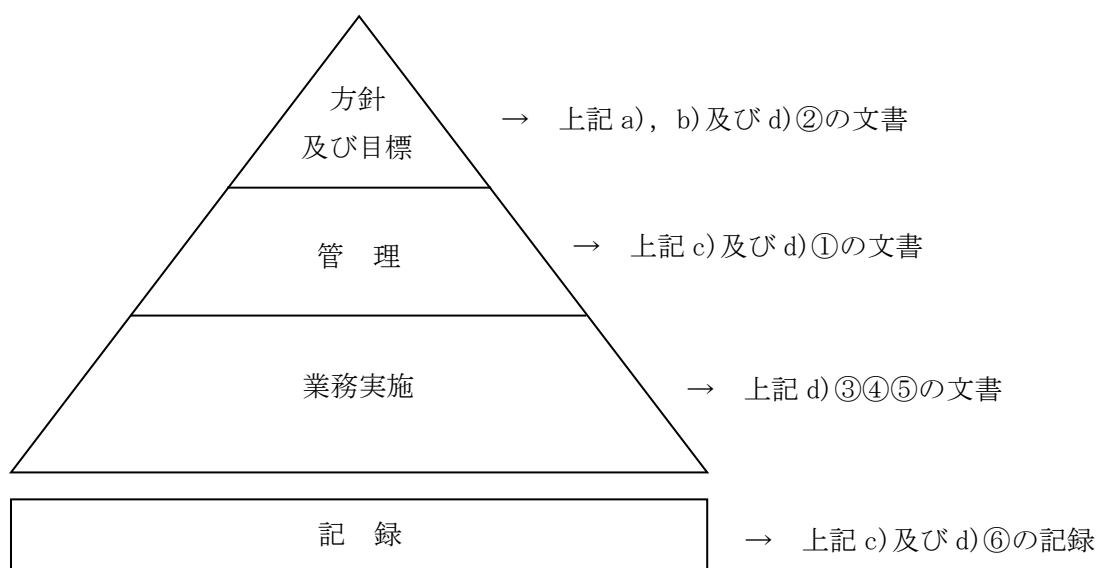 方針
及び目標
→ 上記 a), b)及び d)②の文書
管 理
→ 上記 c)及び d)①の文書
業務実施
→ 上記 d)③④⑤の文書
記 録
→ 上記 c)及び d)⑥の記録